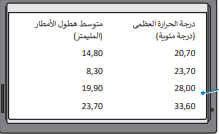 درجة الحرارة العظمى متوسط هطول الأمطار
(درجة مئوية) (المليمتر)
20,70 14,80
23,70 8,30
28,00 19,90
33,60 23,70